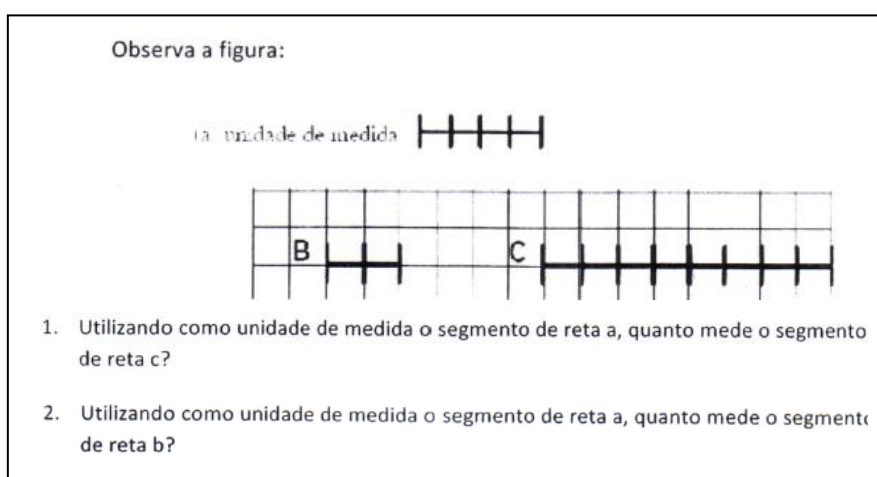 Observa a figura:
unidade de medida
B C
1. Utilizando como unidade de medida o segmento de reta a, quanto mede o segmento
de reta c?
2. Utilizando como unidade de medida o segmento de reta a, quanto mede o segmento
de reta b?